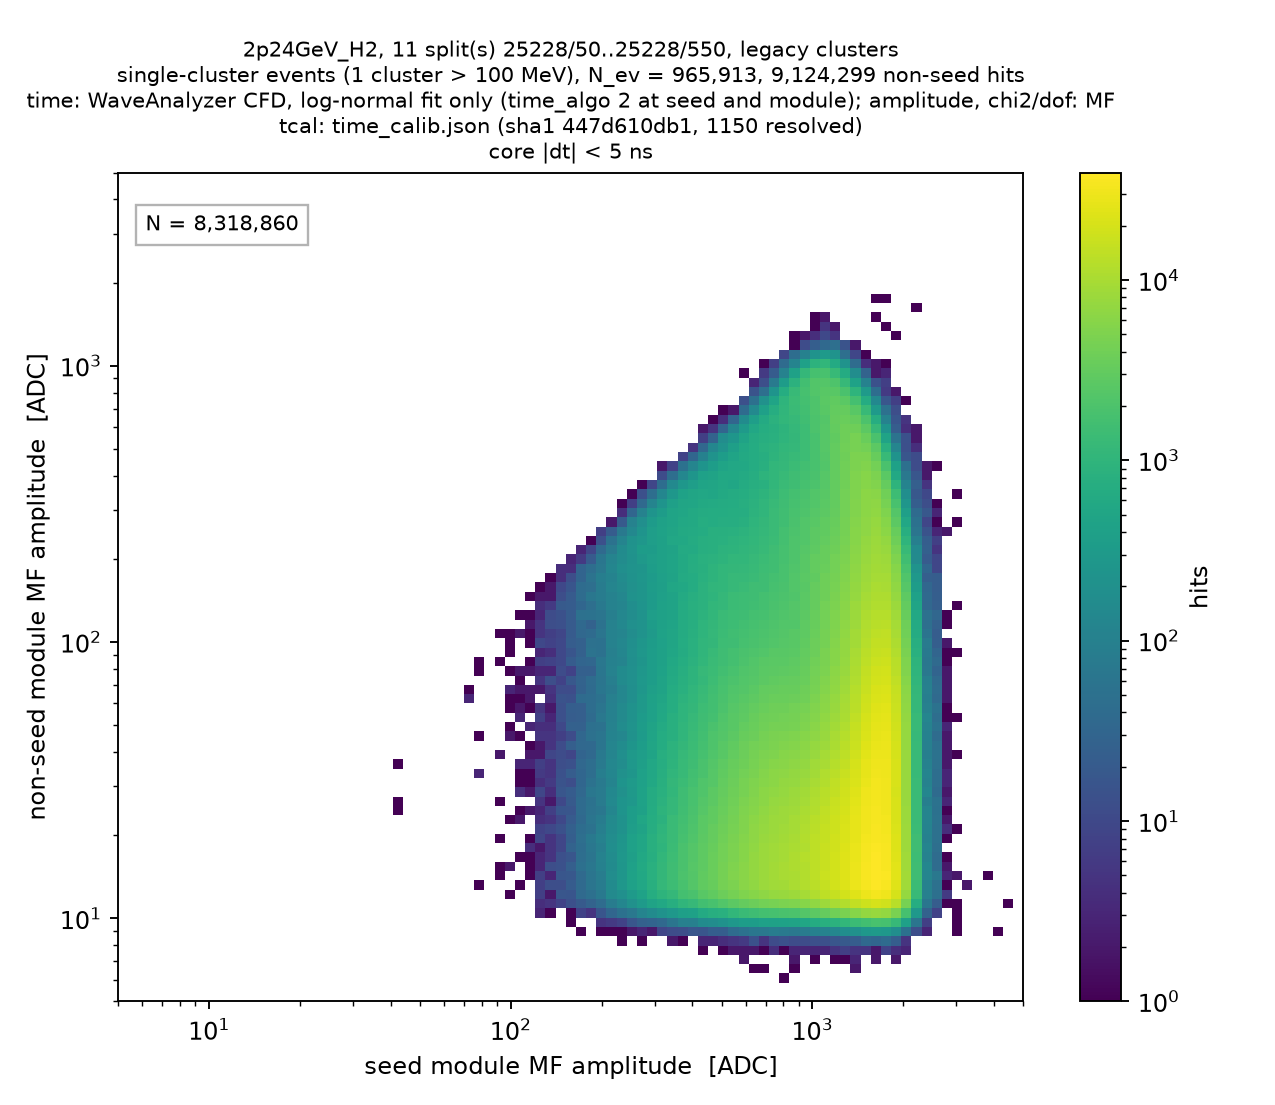 2p24GeV_H2, 11 split(s) 25228/50..25228/550, legacy clusters
single-cluster events (1 cluster > 100 MeV), N_ev = 965,913, 9,124,299 non-seed hits
time: WaveAnalyzer CFD, log-normal fit only (time_algo 2 at seed and module); amplitude, chi2/dof: MF
tcal: time_calib.json (sha1 447d610db1, 1150 resolved)
core |dt| < 5 ns
N = 8,318,860
non-seed module MF amplitude [ADC]
10³
10²
10¹
10¹
10²
10³
seed module MF amplitude [ADC]
10⁴
10³
10²
10¹
10⁰
hits